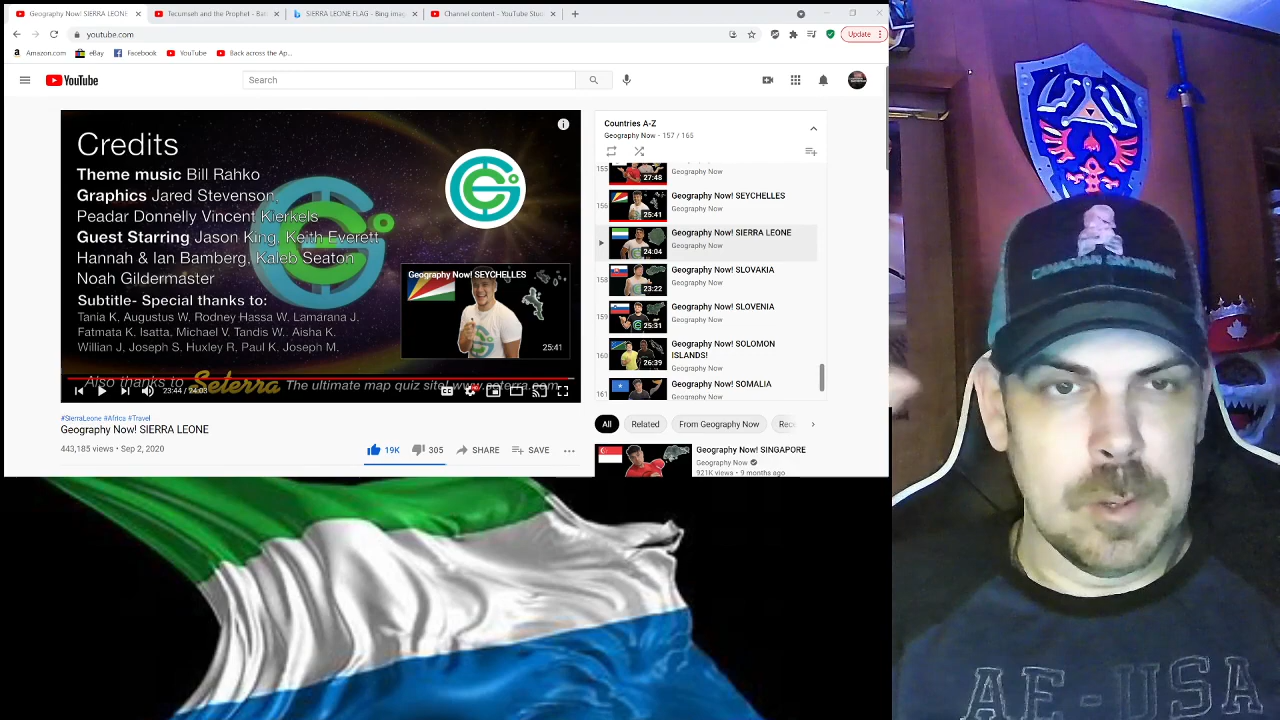 Geography Now! SIERRA LEONE
Tecumseh and the Prophet - Bat
SIERRA LEONE FLAG - Bing imag
Channel content - YouTube Stud
youtube.com
Update
Amazon.com
eBay
Facebook
YouTube
Back across the Ap...
YouTube
Search
Credits
Theme music Bill Rahko
Graphics Jared Stevenson,
Peadar Donnelly Vincent Kierkels
Guest Starring Jason King, Keith Everett
Hannah & Ian Bamberg, Kaleb Seaton
Noah Gildermaster
Subtitle- Special thanks to:
Tania K. Augustus W. Rodney Hassa W. Lamarana J.
Fatmata K. Isatta, Michael V. Tandis W. Aisha K.
Willian J, Joseph S, Huxley R, Paul K, Joseph M.
Also thanks to Seterra The ultimate map quiz site! www.seterra.com
Geography Now! SEYCHELLES
25:41
23:44 / 24:03
#SierraLeone #Africa #Travel
Geography Now! SIERRA LEONE
443,185 views • Sep 2, 2020
19K
305
SHARE
SAVE
Countries A-Z
Geography Now - 157 / 165
155
27:48
Geography Now
156
25:41
Geography Now! SEYCHELLES
Geography Now
24:04
Geography Now! SIERRA LEONE
Geography Now
158
23:22
Geography Now! SLOVAKIA
Geography Now
159
25:31
Geography Now! SLOVENIA
Geography Now
160
26:39
Geography Now! SOLOMON
ISLANDS!
Geography Now
161
Geography Now! SOMALIA
Geography Now
All
Related
From Geography Now
Rec
Geography Now! SINGAPORE
Geography Now
921K views • 9 months ago
AE-USA